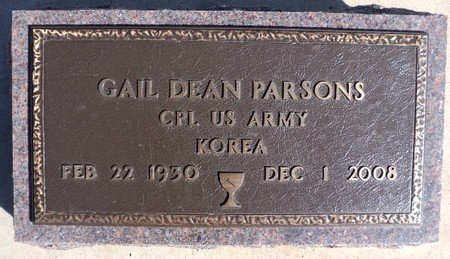 GAIL DEAN PARSONS
CPL US ARMY
KOREA
FEB 22 1930 DEC 1 2008